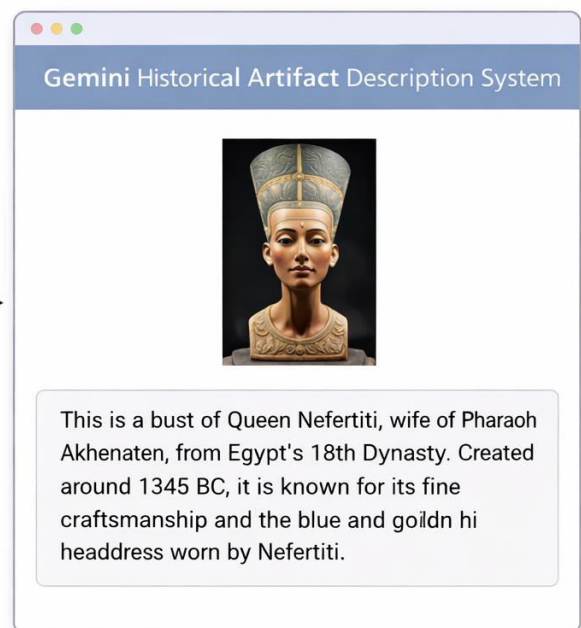 Gemini Historical Artifact Description System
This is a bust of Queen Nefertiti, wife of Pharaoh
Akhenaten, from Egypt's 18th Dynasty. Created
around 1345 BC, it is known for its fine
craftsmanship and the blue and goildn hi
headdress worn by Nefertiti.